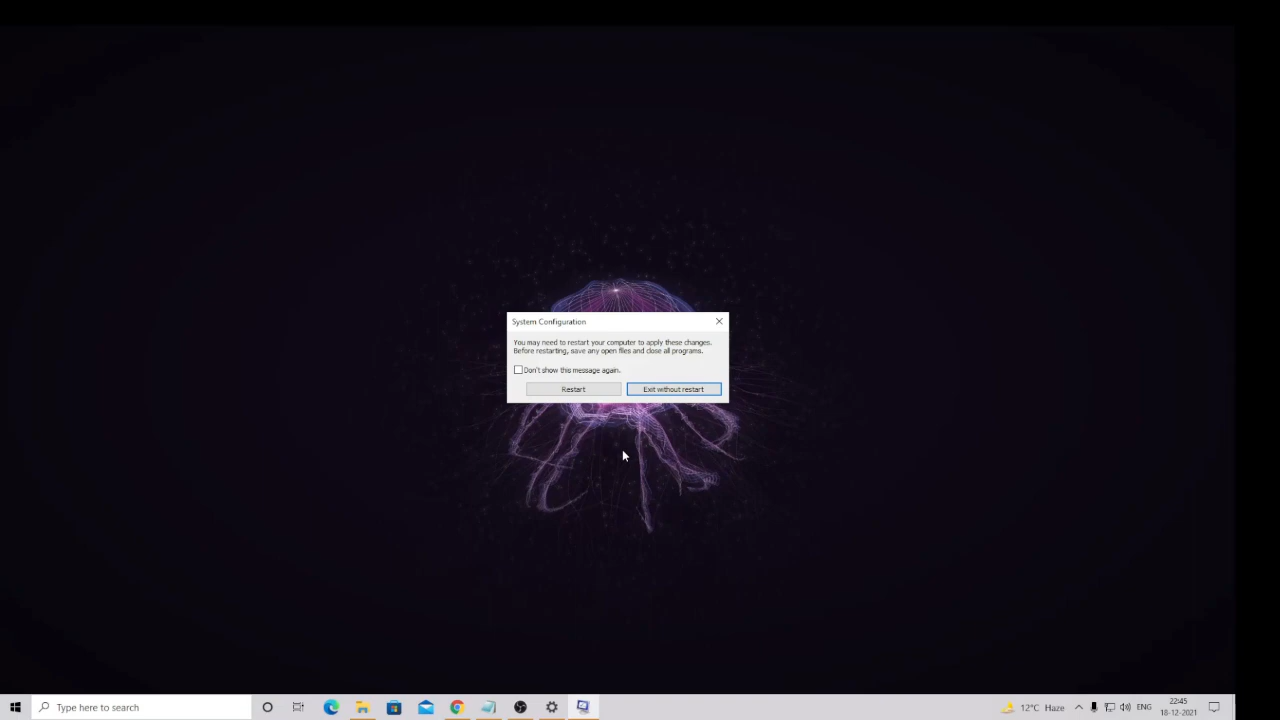 System Configuration
You may need to restart your computer to apply these changes.
Before restarting, save any open files and close all programs.
Don't show this message again.
Restart
Exit without restart
Type here to search
12°C Haze
ENG
22:45
18-12-2021